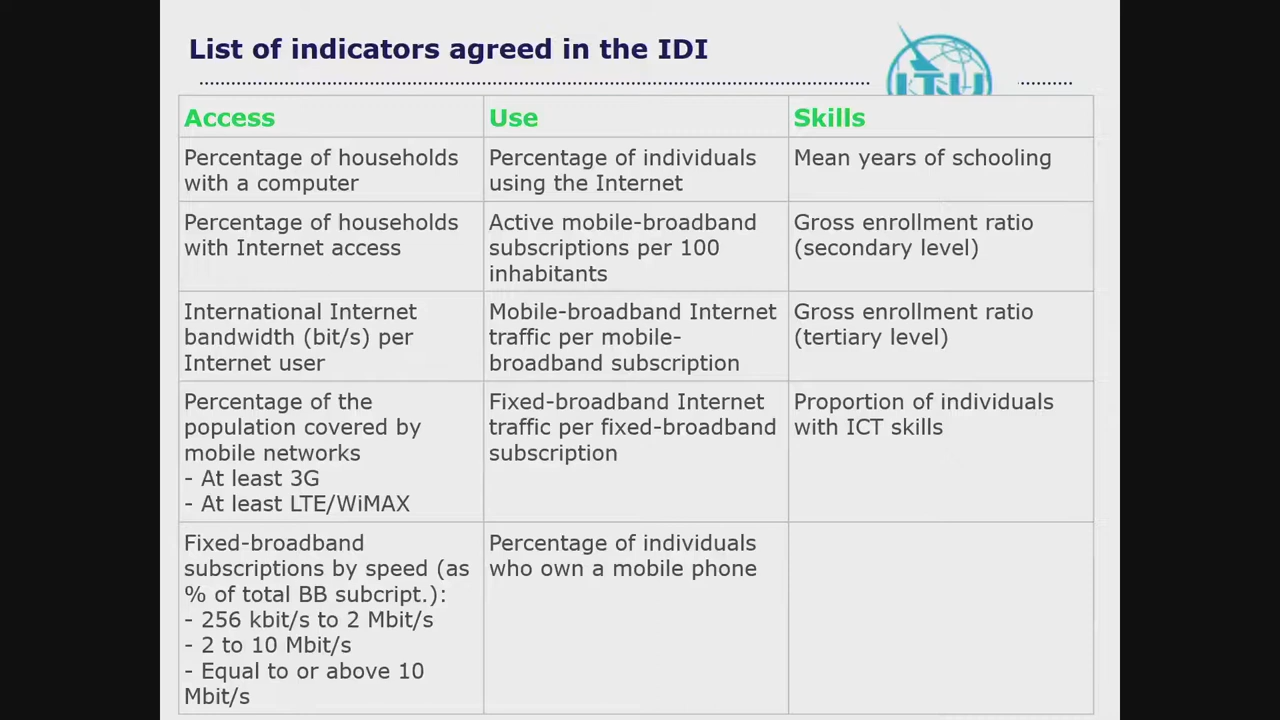 List of indicators agreed in the IDI
ITU
Access
Use
Skills
Percentage of households
with a computer
Percentage of individuals
using the Internet
Mean years of schooling
Percentage of households
with Internet access
Active mobile-broadband
subscriptions per 100
inhabitants
Gross enrollment ratio
(secondary level)
International Internet
bandwidth (bit/s) per
Internet user
Mobile-broadband Internet
traffic per mobile-
broadband subscription
Gross enrollment ratio
(tertiary level)
Percentage of the
population covered by
mobile networks
- At least 3G
- At least LTE/WiMAX
Fixed-broadband Internet
traffic per fixed-broadband
subscription
Proportion of individuals
with ICT skills
Fixed-broadband
subscriptions by speed (as
% of total BB subcript.):
- 256 kbit/s to 2 Mbit/s
- 2 to 10 Mbit/s
- Equal to or above 10
Mbit/s
Percentage of individuals
who own a mobile phone